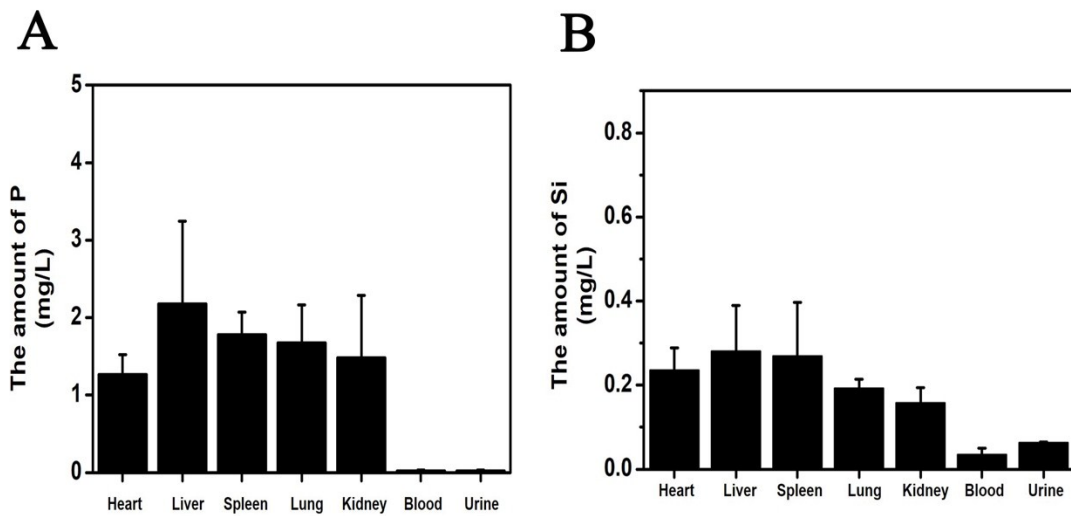 A
The amount of P
(mg/L)
5
4
3
2
1
0
Heart Liver Spleen Lung Kidney Blood Urine
B
The amount of Si
(mg/L)
0.8
0.6
0.4
0.2
0.0
Heart Liver Spleen Lung Kidney Blood Urine